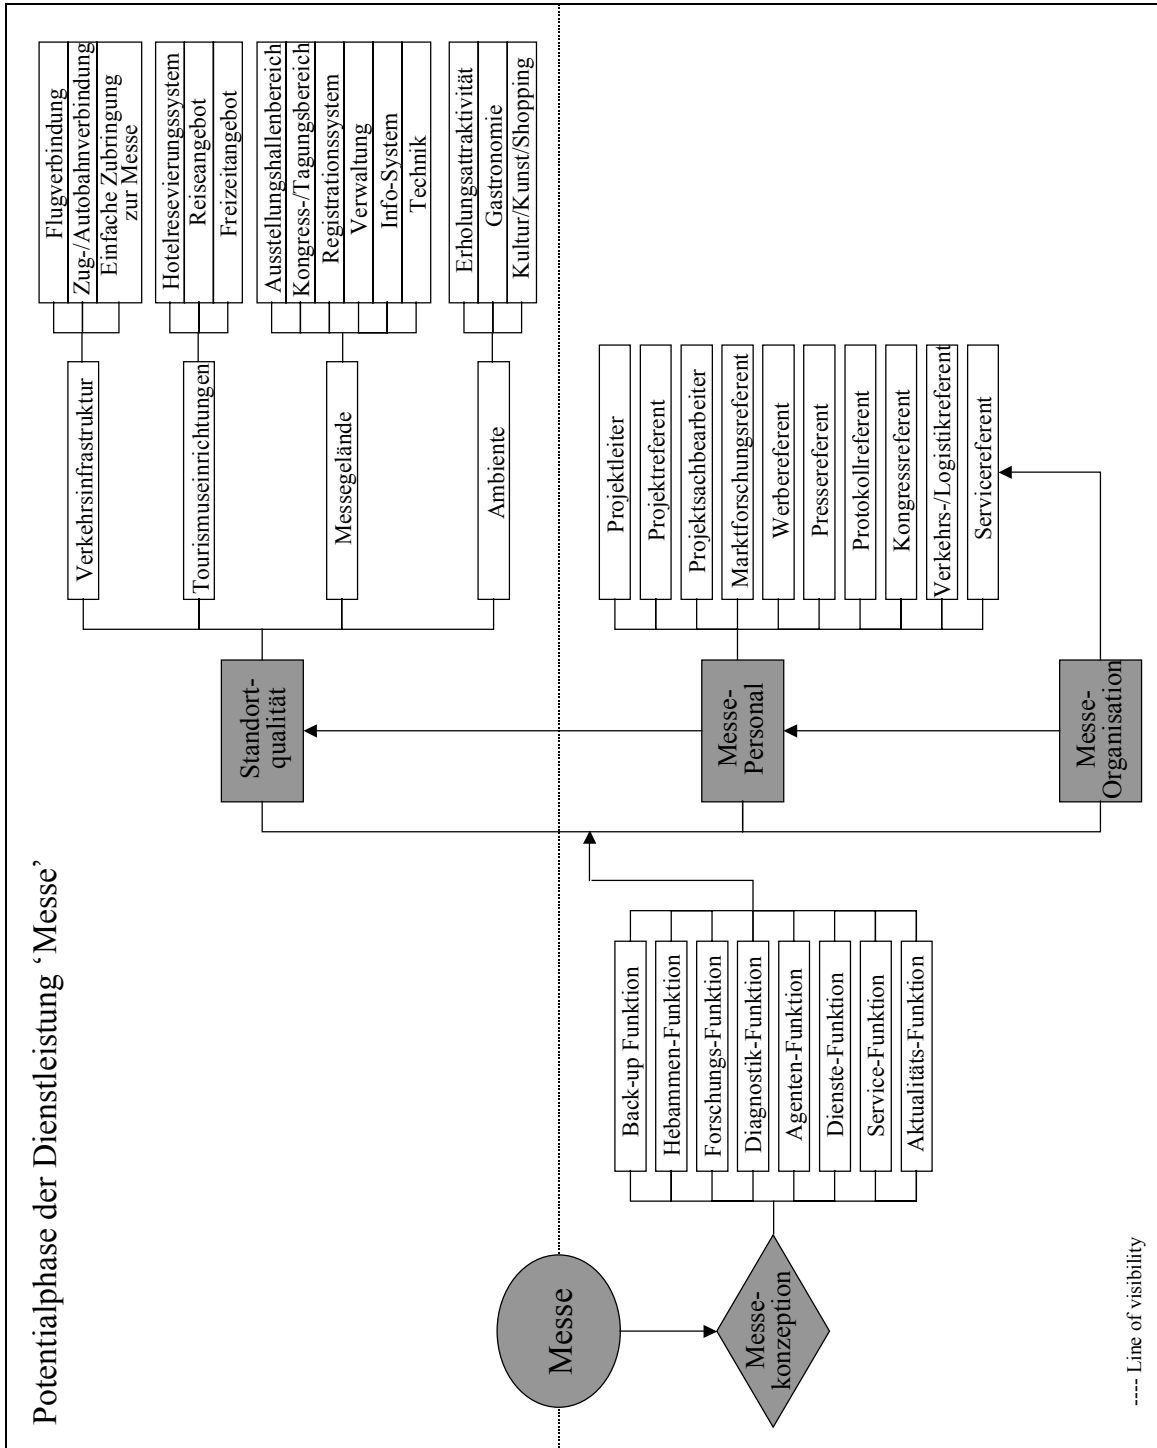 Potentialphase der Dienstleistung ‘Messe’
Messe
Messe-
konzeption
Back-up Funktion
Hebammen-Funktion
Forschungs-Funktion
Diagnostik-Funktion
Agenten-Funktion
Dienste-Funktion
Service-Funktion
Aktualitäts-Funktion
Standort-
qualität
Verkehrsinfrastruktur
Flugverbindung
Zug-/Autobahnverbindung
Einfache Zubringung
zur Messe
Tourismuseinrichtungen
Hotelresevierungssystem
Reiseangebot
Freizeitangebot
Messegelände
Ausstellungshallenbereich
Kongress-/Tagungsbereich
Registrationssystem
Verwaltung
Info-System
Technik
Ambiente
Erholungsattraktivität
Gastronomie
Kultur/Kunst/Shopping
Messe-
Personal
Projektleiter
Projektreferent
Projektsachbearbeiter
Marktforschungsreferent
Werbereferent
Pressereferent
Protokollreferent
Kongressreferent
Verkehrs-/Logistikreferent
Servicereferent
Messe-
Organisation
---- Line of visibility